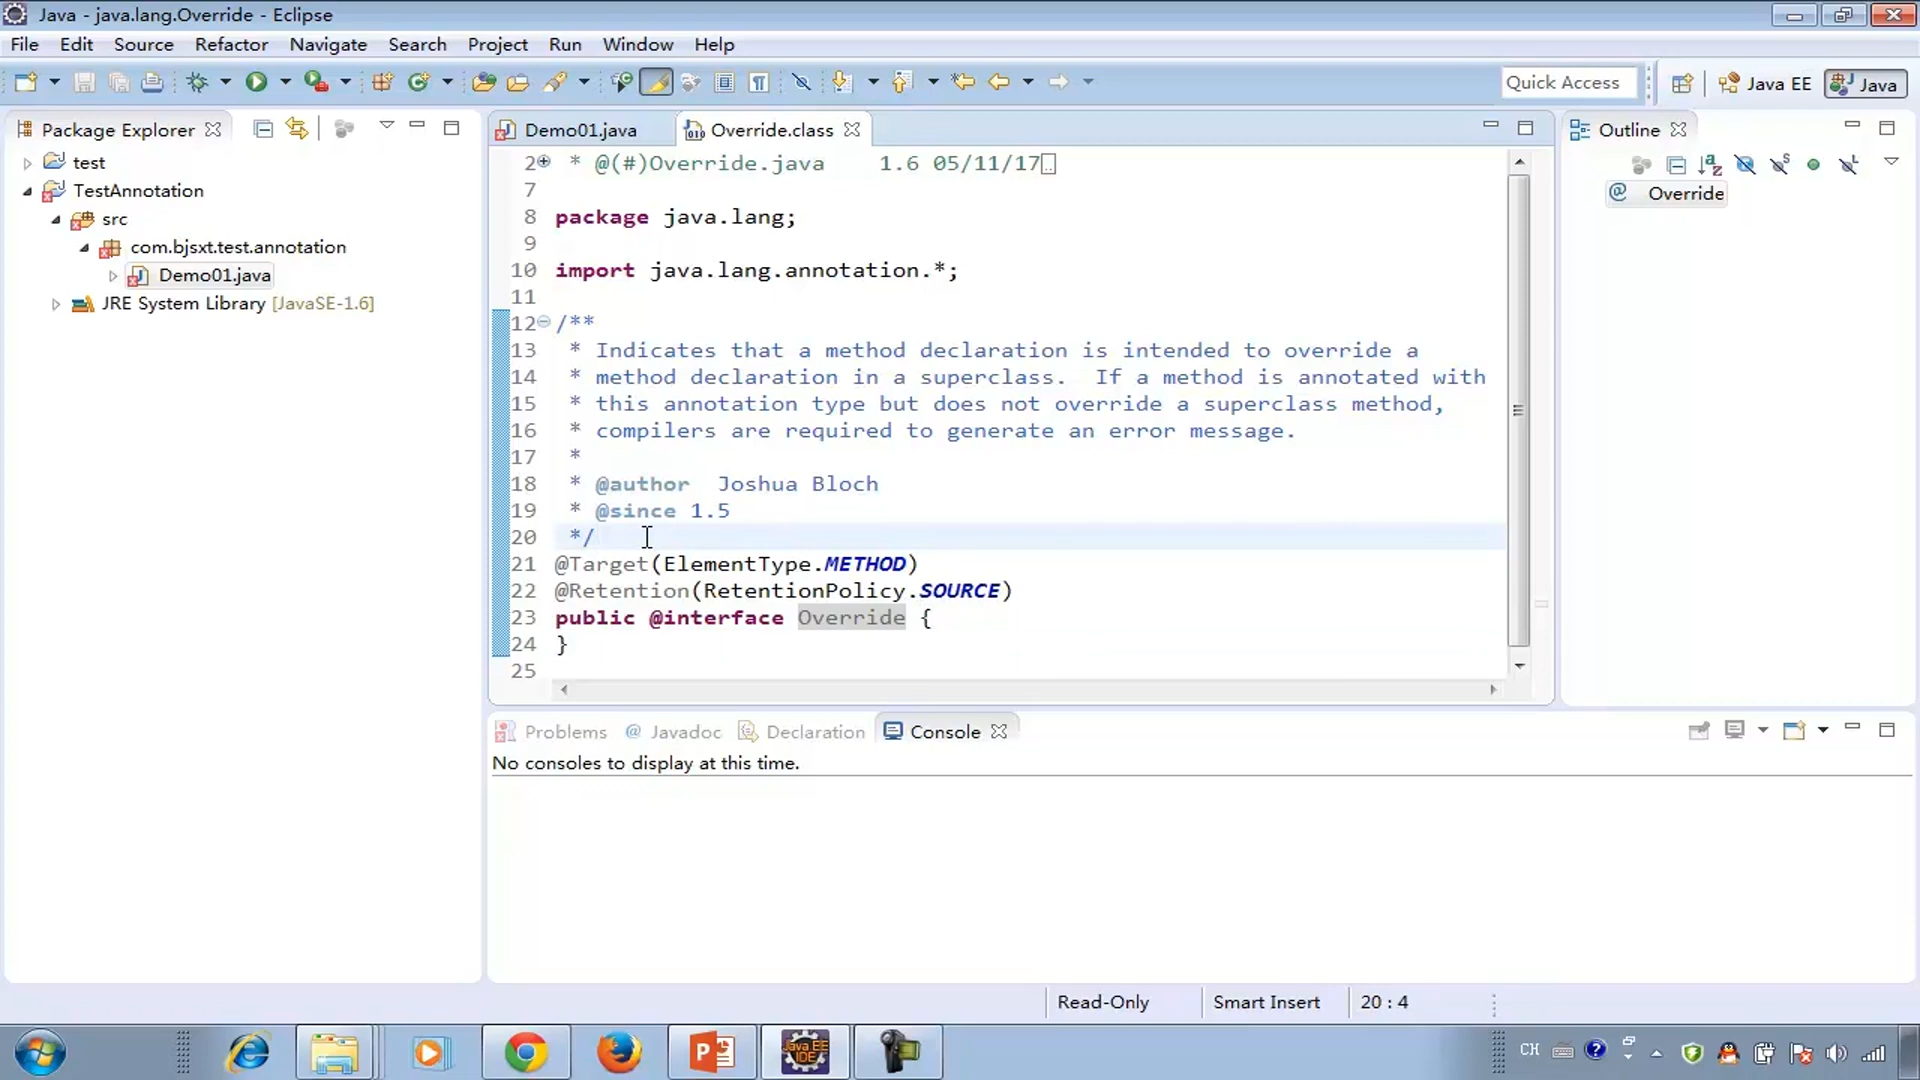 Java - java.lang.Override - Eclipse
File Edit Source Refactor Navigate Search Project Run Window Help
Quick Access
Java EE
Java
Package Explorer
test
TestAnnotation
src
com.bjsxt.test.annotation
Demo01.java
JRE System Library [JavaSE-1.6]
Demo01.java
Override.class
2 * @(#)Override.java 1.6 05/11/17
7
8 package java.lang;
9
10 import java.lang.annotation.*;
11
12 /**
13 * Indicates that a method declaration is intended to override a
14 * method declaration in a superclass. If a method is annotated with
15 * this annotation type but does not override a superclass method,
16 * compilers are required to generate an error message.
17 *
18 * @author Joshua Bloch
19 * @since 1.5
20 */
21 @Target(ElementType.METHOD)
22 @Retention(RetentionPolicy.SOURCE)
23 public @interface Override {
24 }
25
Outline
Override
Problems @ Javadoc Declaration Console
No consoles to display at this time.
Read-Only Smart Insert 20 : 4
CH